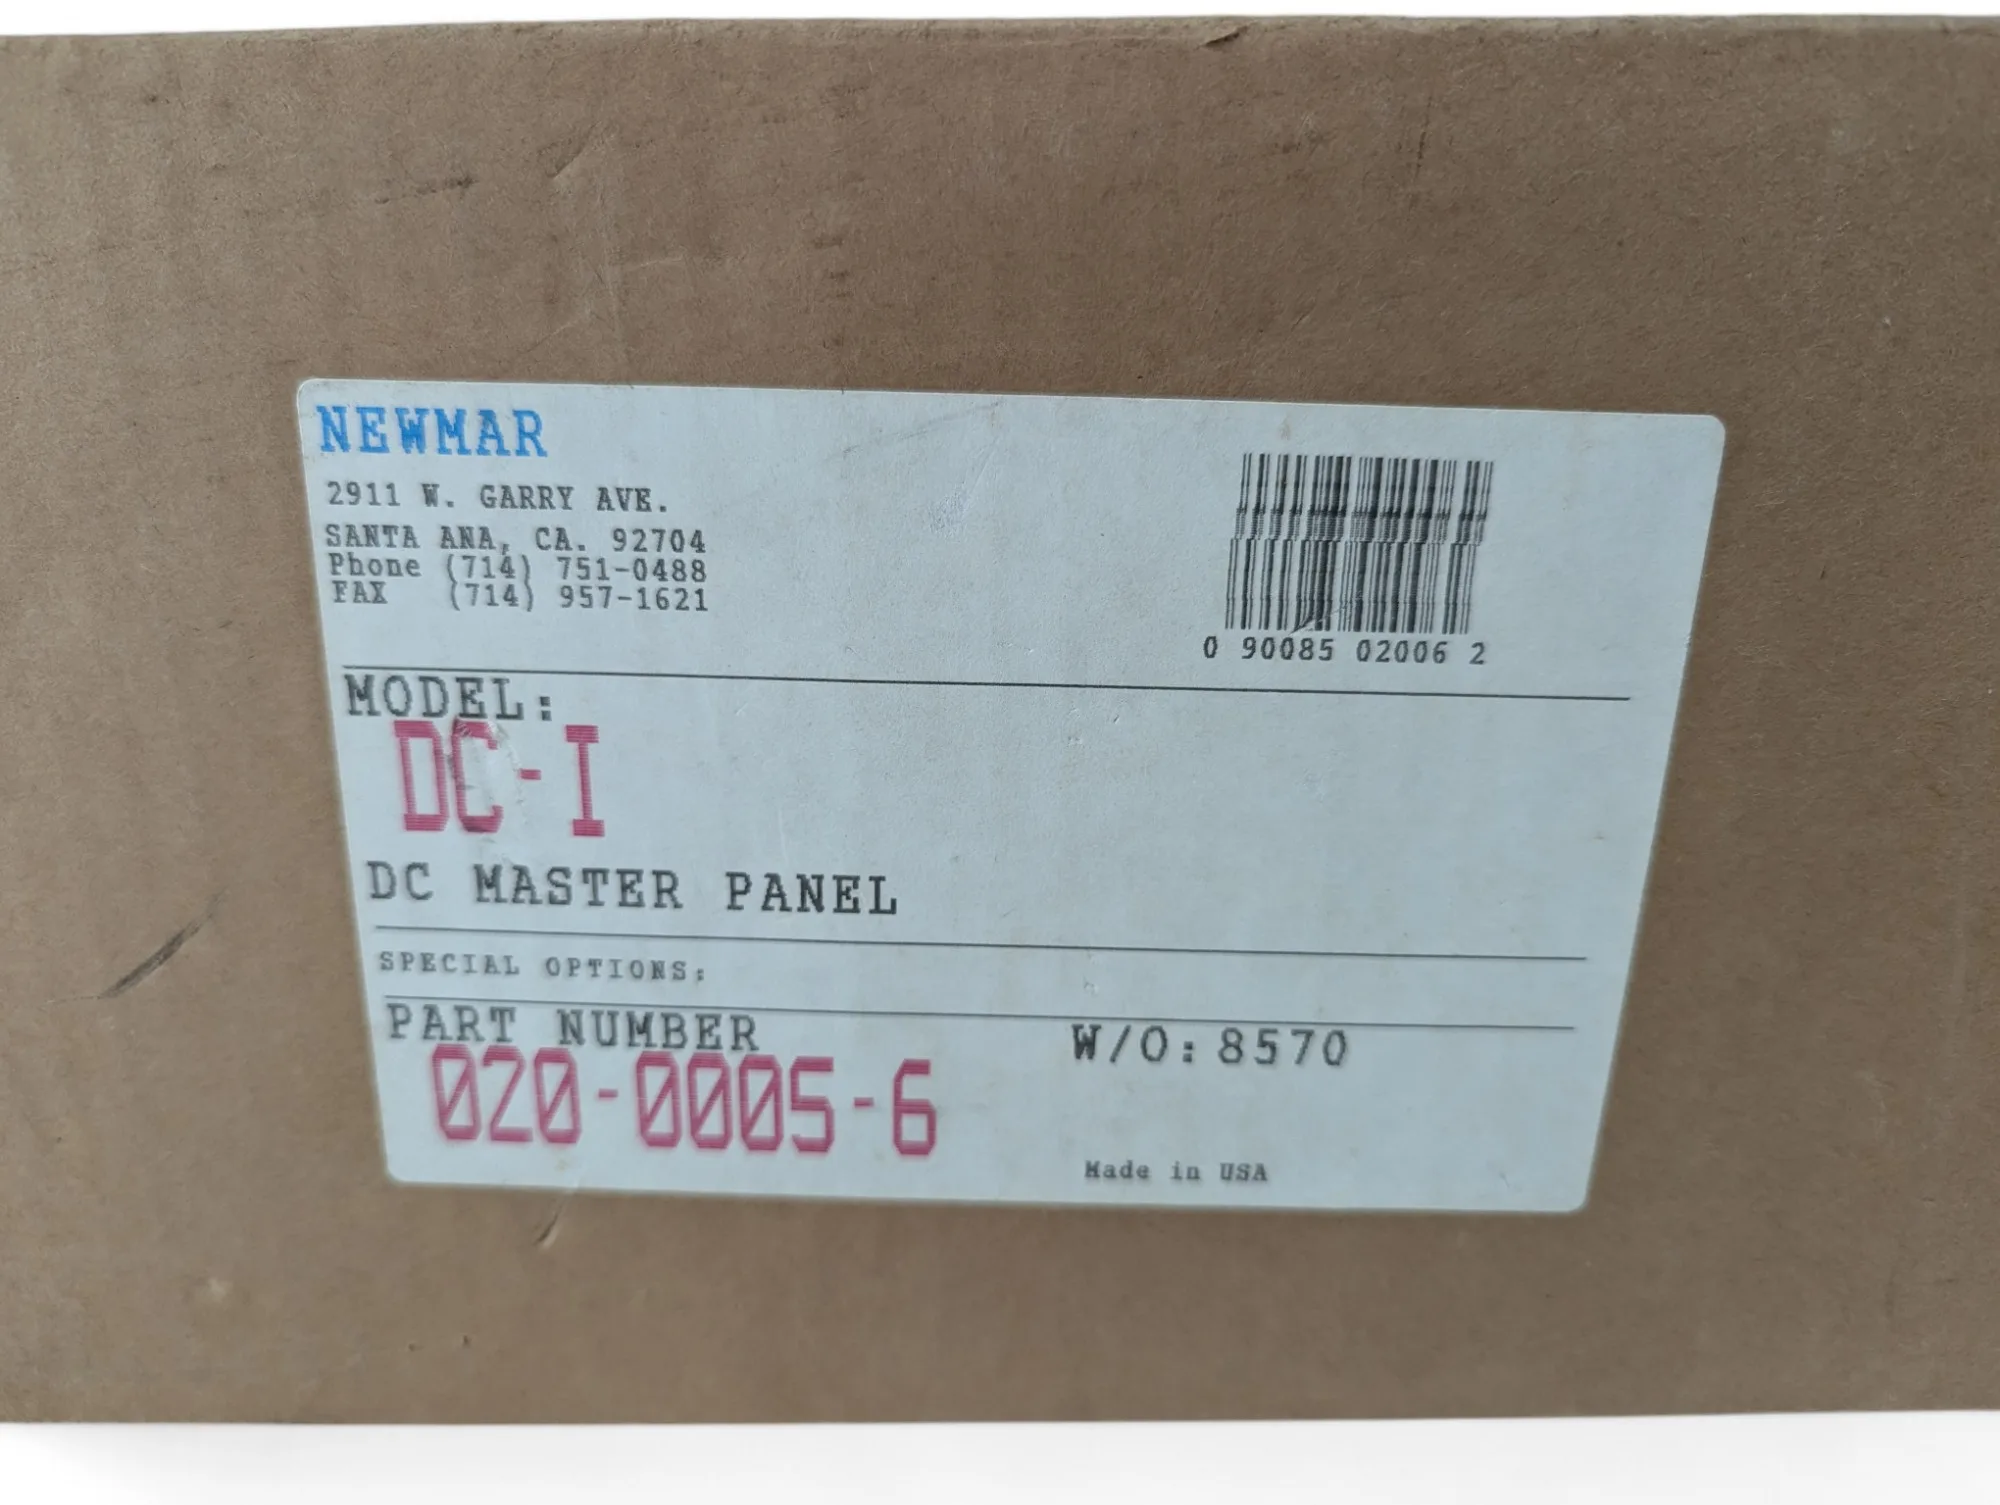 NEWMAR
2911 W. GARRY AVE.
SANTA ANA, CA. 92704
Phone (714) 751-0488
FAX (714) 957-1621
0 90085 02006 2
MODEL:
DC-I
DC MASTER PANEL
SPECIAL OPTIONS:
PART NUMBER
020-0005-6
W/O: 8570
Made in USA